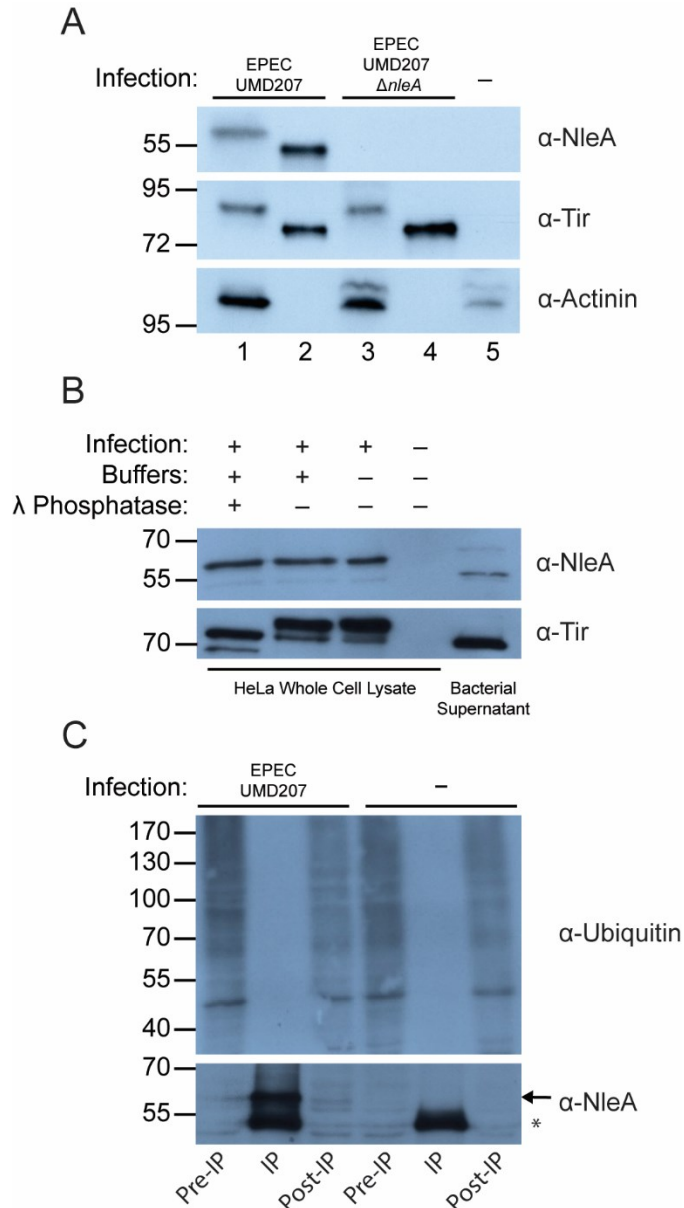 A
Infection: EPEC UMD207 EPEC UMD207 ΔnleA –
55 α-NleA
95
72 α-Tir
95 α-Actinin
1 2 3 4 5
B
Infection: + + + –
Buffers: + + – –
λ Phosphatase: + – – –
70
55 α-NleA
70 α-Tir
HeLa Whole Cell Lysate Bacterial Supernatant
C
Infection: EPEC UMD207 –
170
130
100
70 α-Ubiquitin
55
40
70
α-NleA
55 *
Pre-IP IP Post-IP Pre-IP IP Post-IP